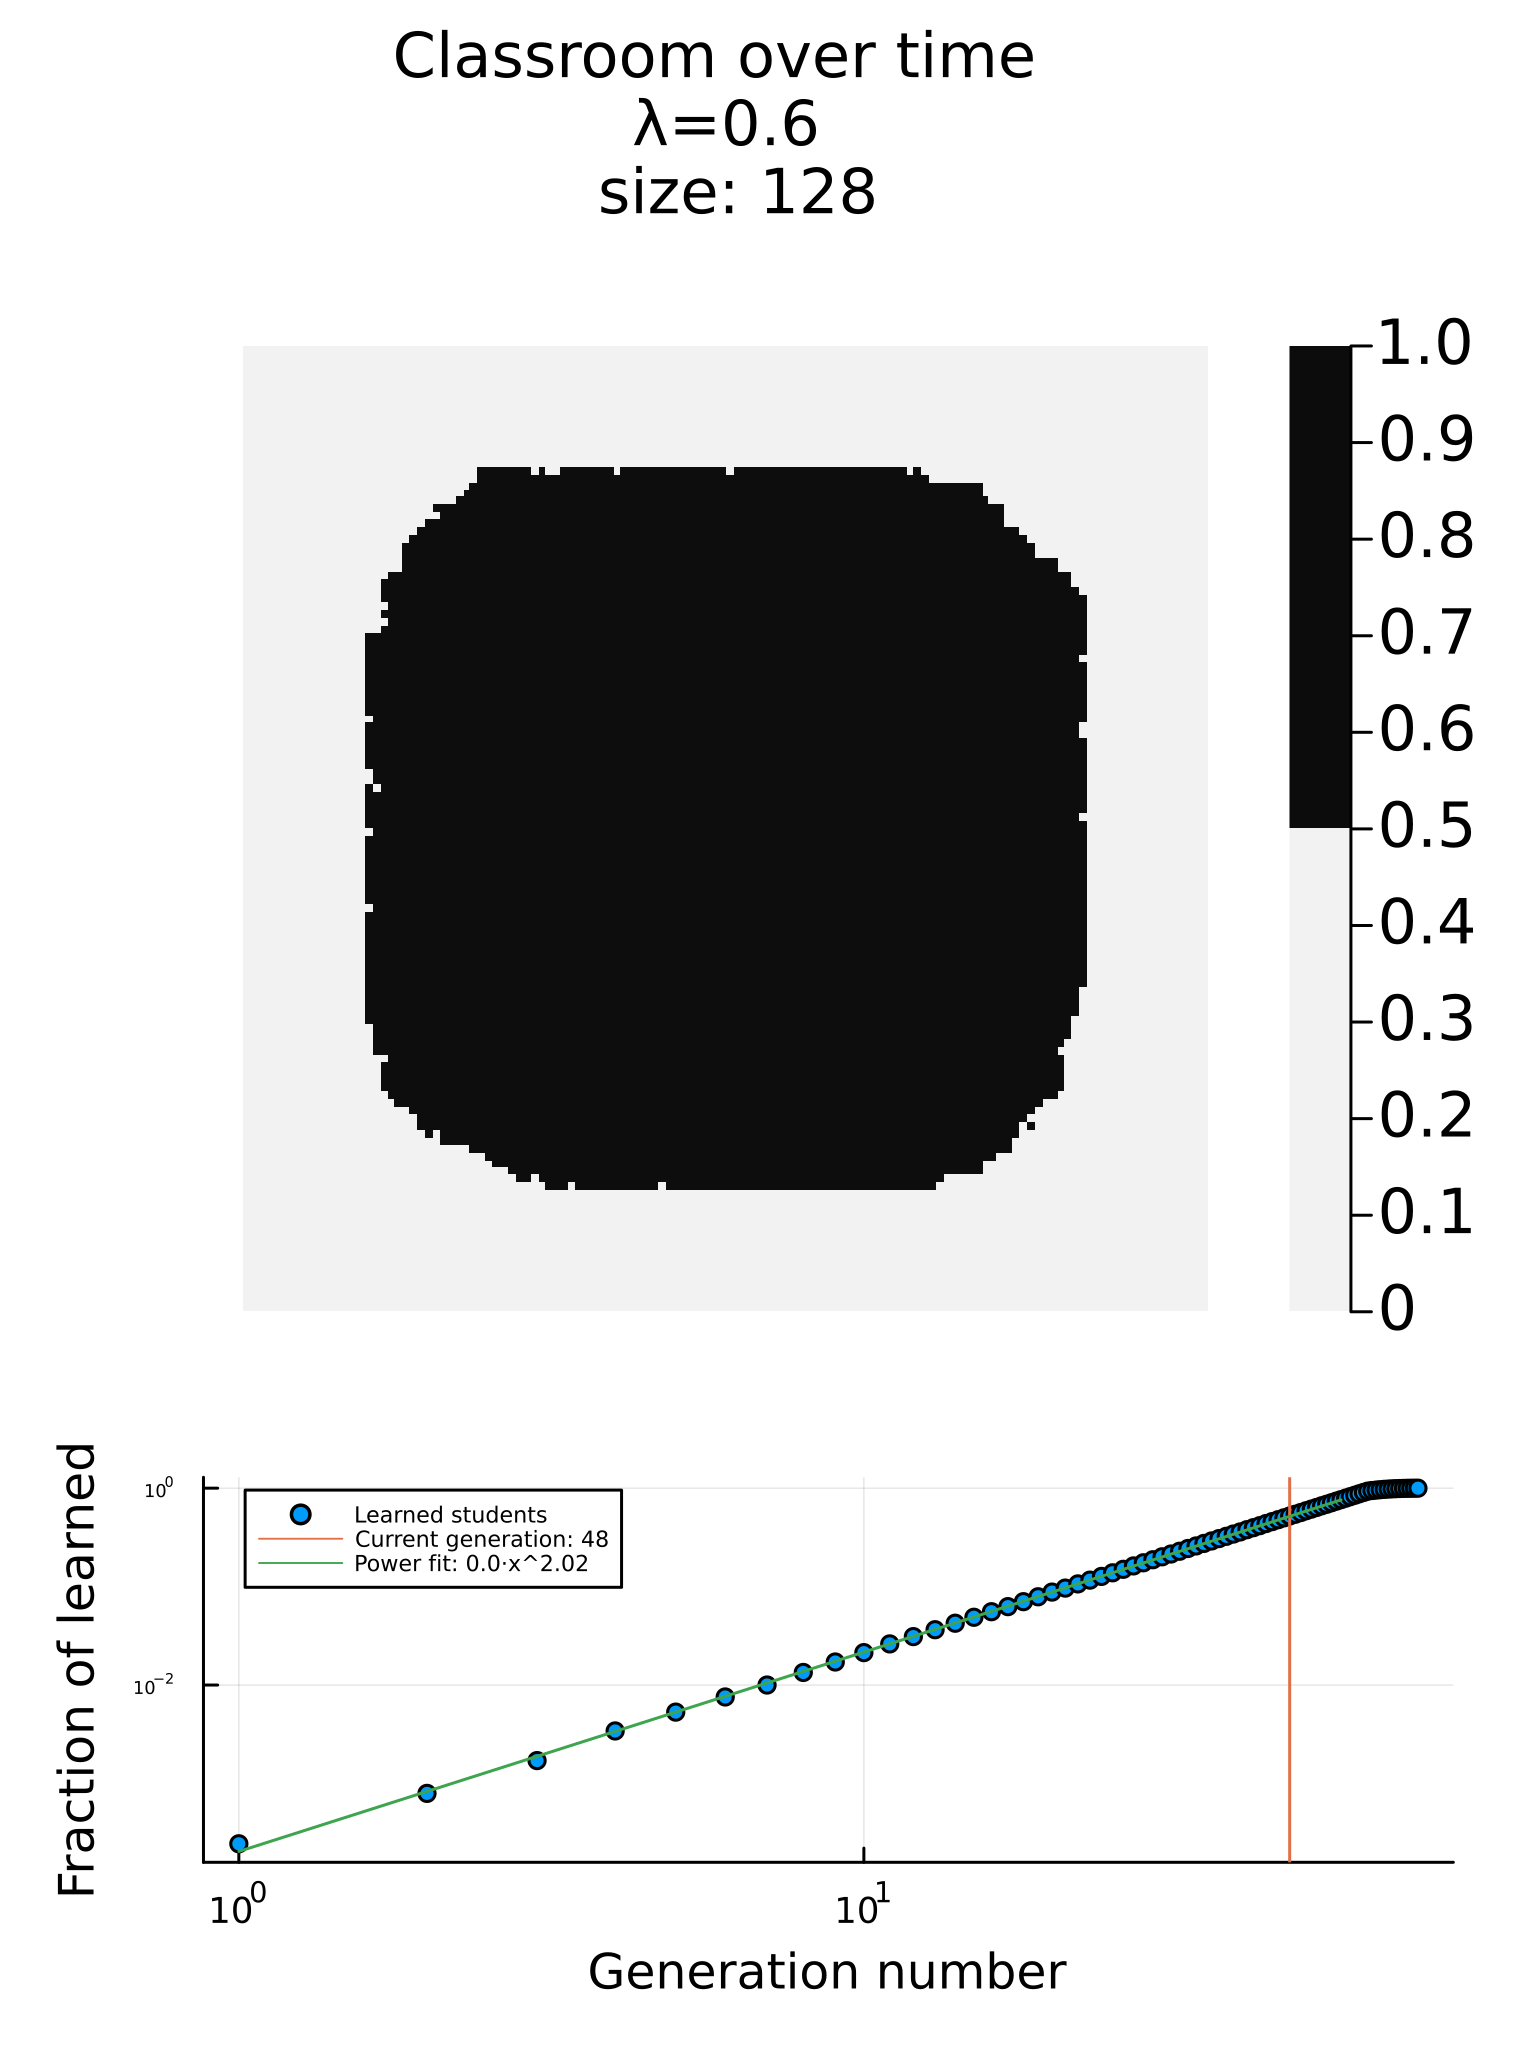 Classroom over time
λ=0.6
size: 128
1.0
0.9
0.8
0.7
0.6
0.5
0.4
0.3
0.2
0.1
0
Fraction of learned
10^0
10^-2
Learned students
Current generation: 48
Power fit: 0.0·x^2.02
10^0
10^1
Generation number